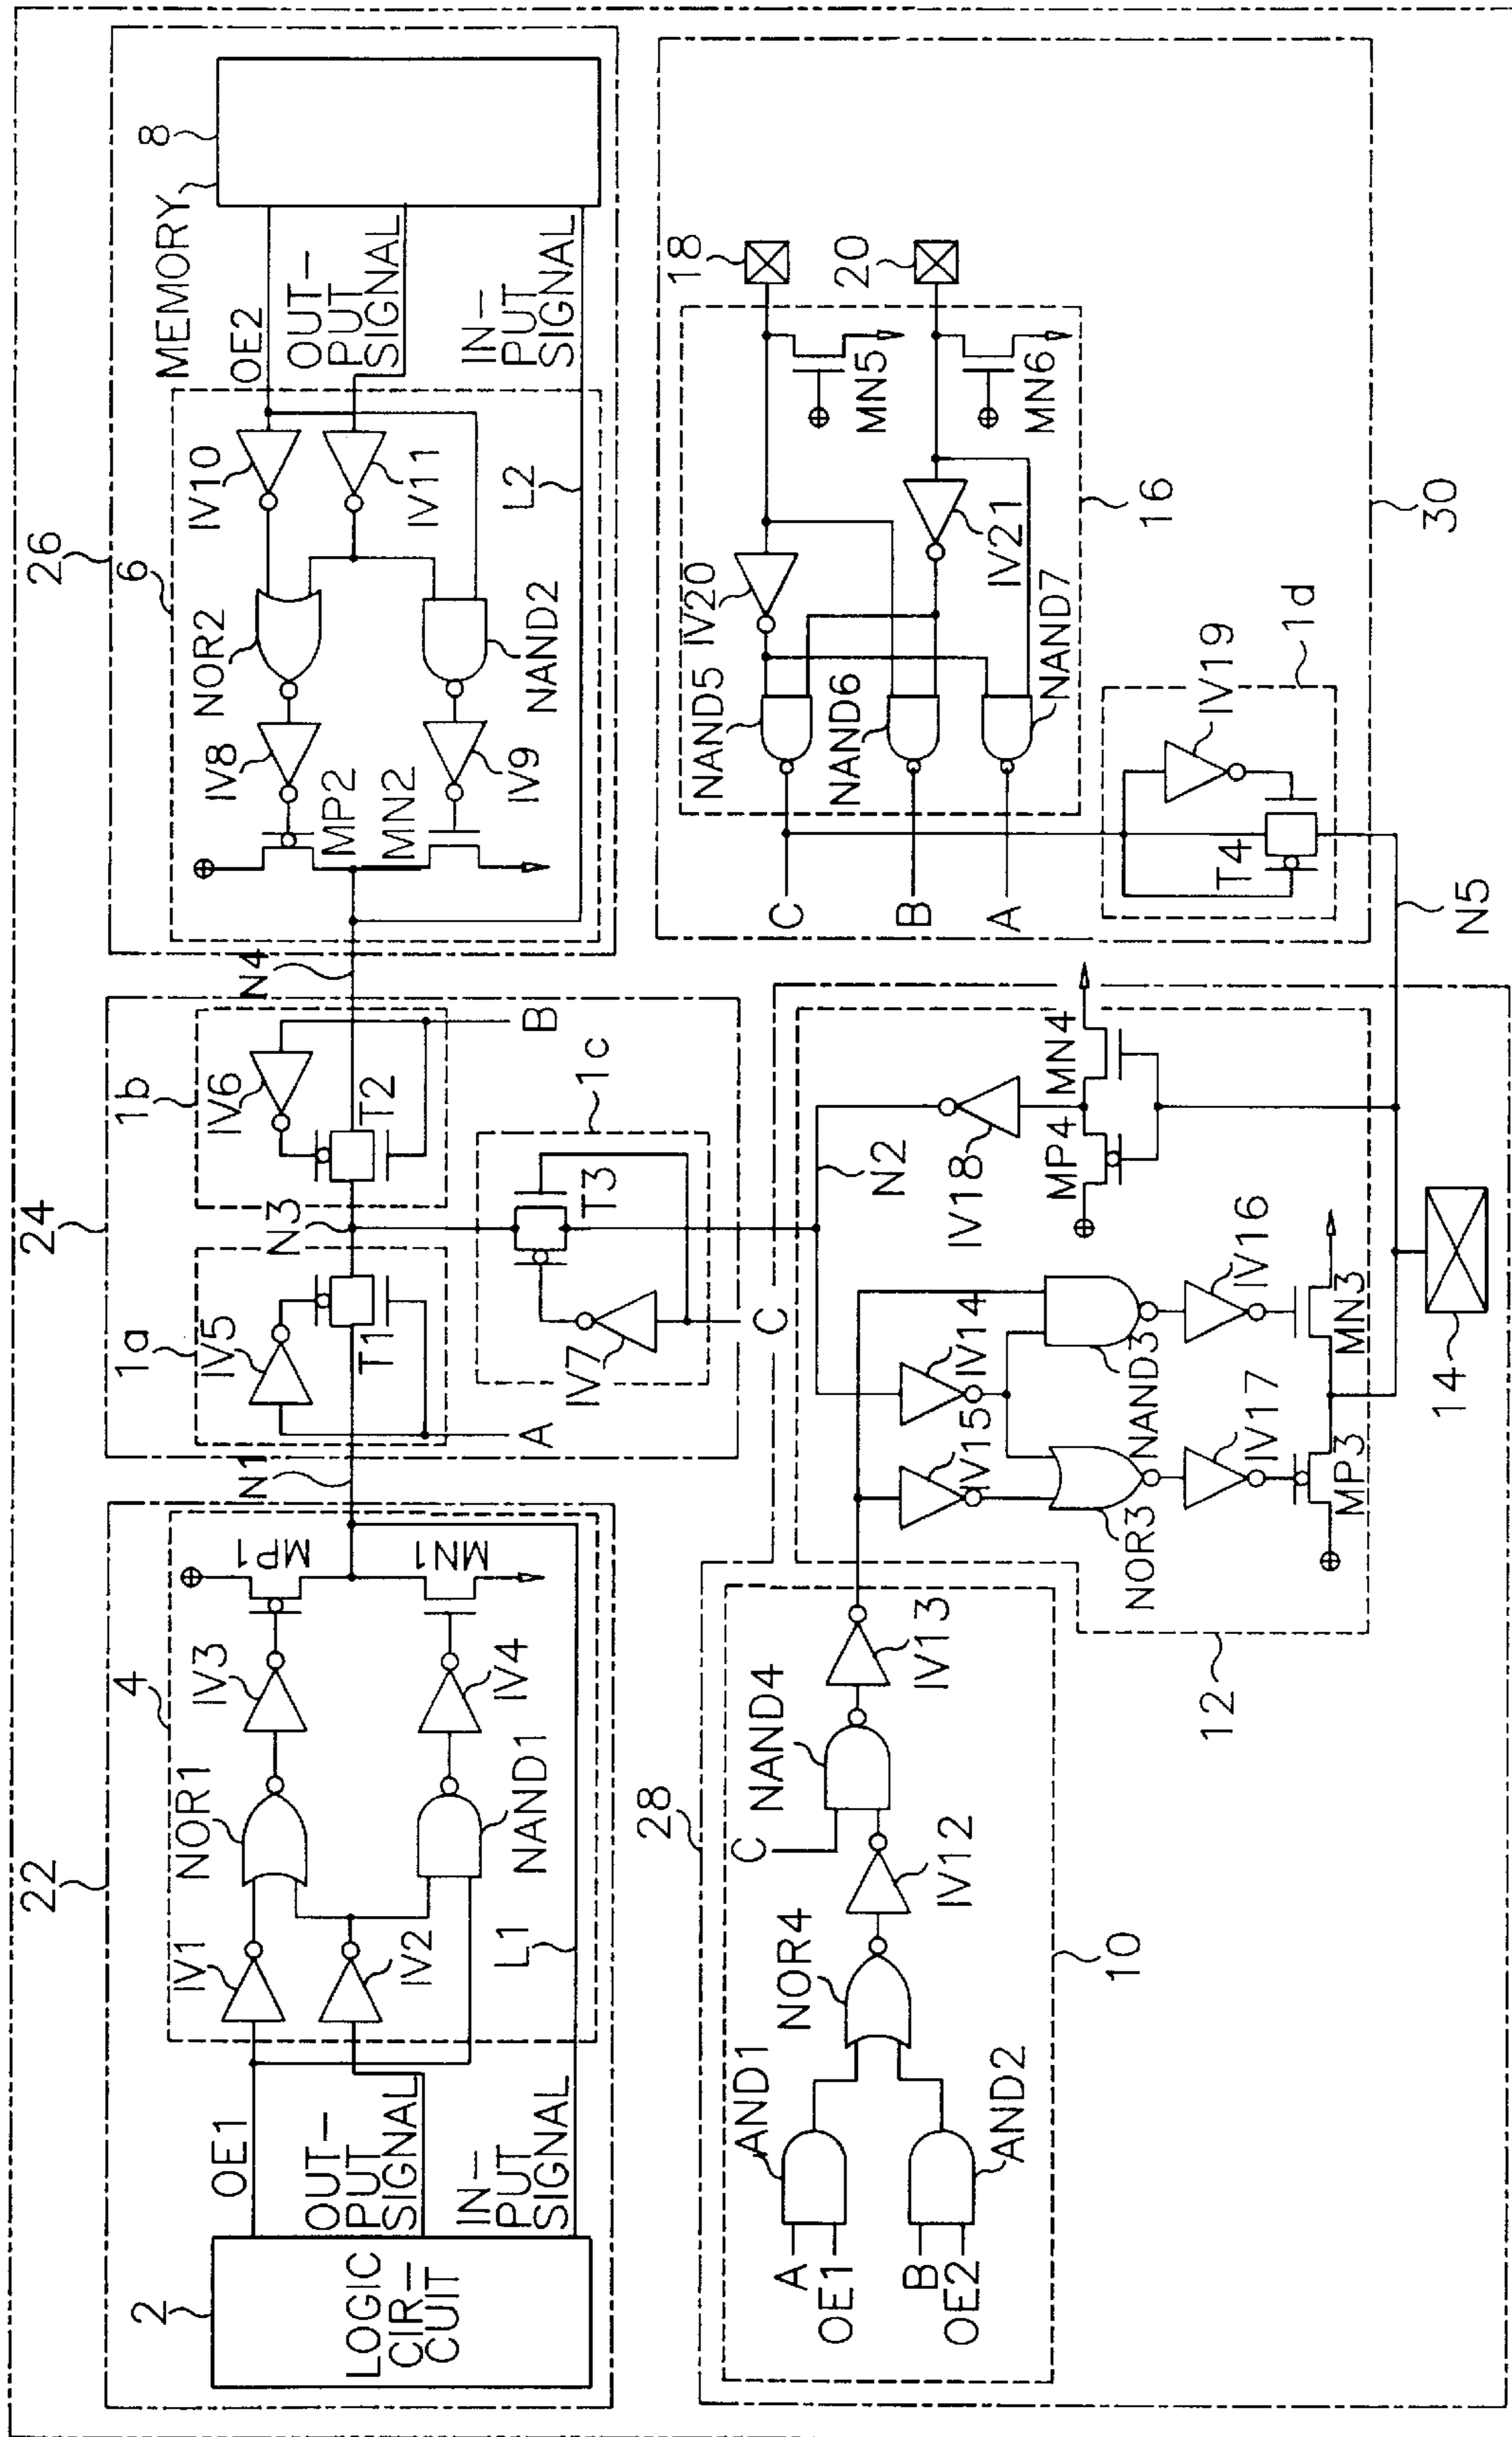 22
2
LOGIC
CIR-
CUIT
OE1
OUT-
PUT
SIGNAL
IN-
PUT
SIGNAL
4
IV1
IV2
NOR1
NAND1
IV3
IV4
MP1
MN1
L1
N1
24
1a
IV5
T1
A
N3
1b
IV6
T2
B
1c
IV7
T3
C
N4
26
6
MP2
MN2
IV8
IV9
NOR2
NAND2
IV10
IV11
L2
MEMORY
8
OE2
OUT-
PUT
SIGNAL
IN-
PUT
SIGNAL
28
A
OE1
B
OE2
AND1
AND2
NOR4
IV12
C
NAND4
IV13
10
12
IV15
IV14
NOR3
NAND3
IV17
IV16
MP3
MN3
N2
IV18
MP4
MN4
14
N5
C
B
A
NAND5
NAND6
NAND7
IV20
IV21
MN5
MN6
18
20
16
T4
IV19
1d
30